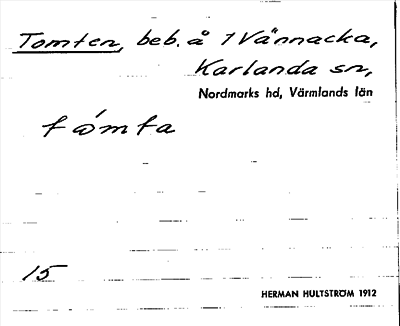 Tomten, beb. å 1 Vännacka,
Karlanda sn,
Nordmarks hd, Värmlands län
tómta
15
HERMAN HULTSTRÖM 1912